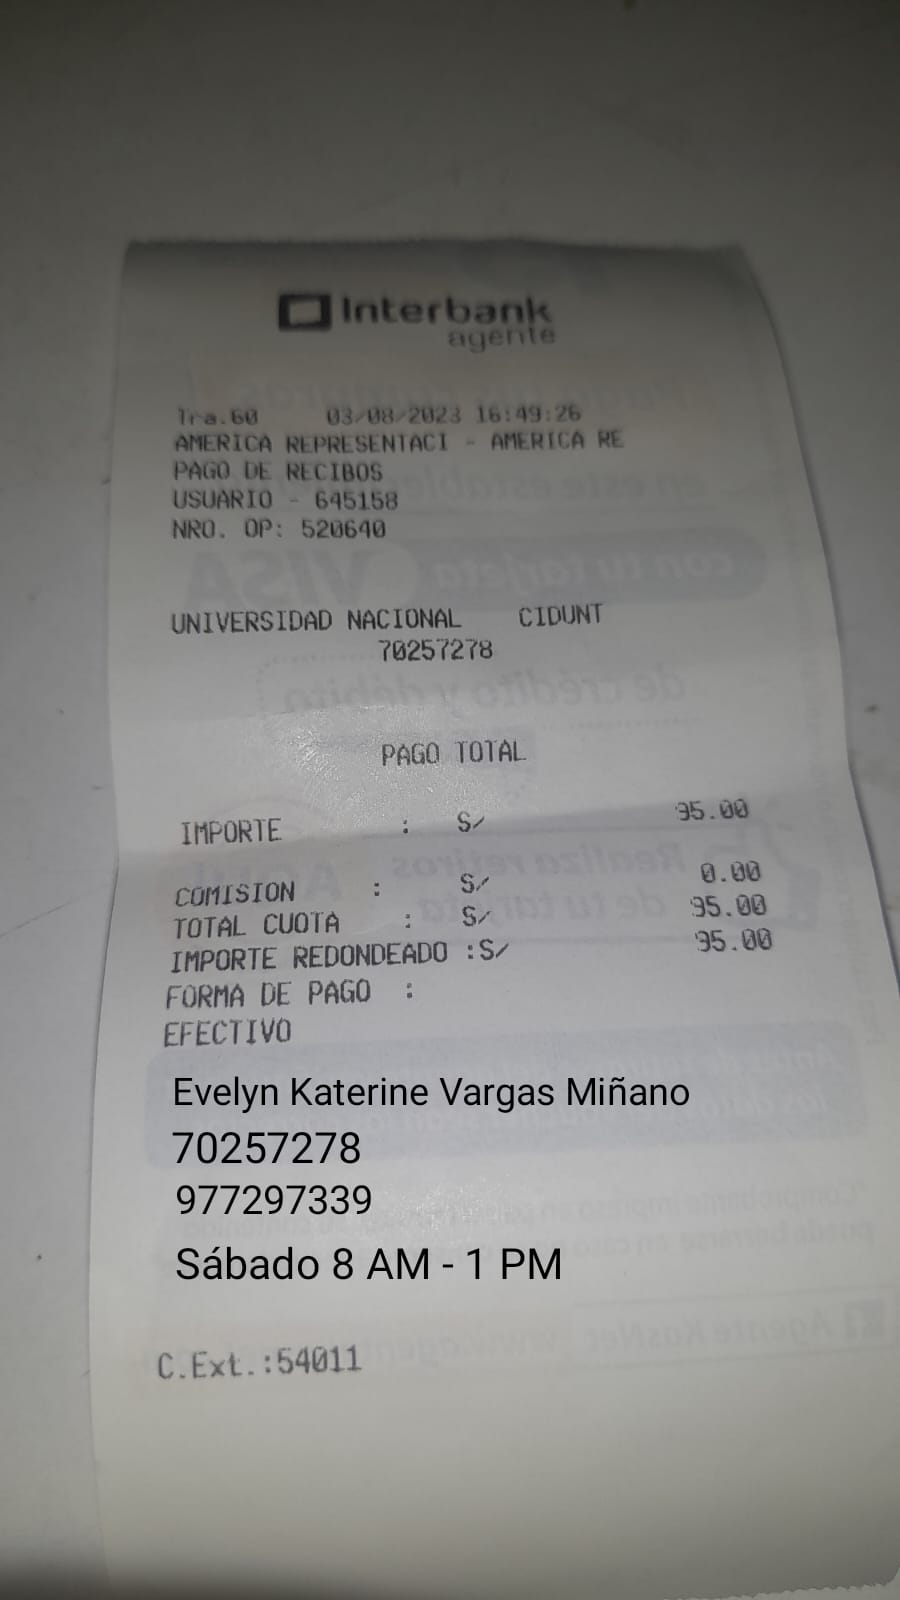 Interbank
agente
Tra.60 03/08/2023 16:49:26
AMERICA REPRESENTACI - AMERICA RE
PAGO DE RECIBOS
USUARIO - 645158
NRO. OP: 520640
UNIVERSIDAD NACIONAL CIDUNT
70257278
PAGO TOTAL
IMPORTE : S/ 95.00
COMISION : S/ 0.00
TOTAL CUOTA : S/ 95.00
IMPORTE REDONDEADO :S/ 95.00
FORMA DE PAGO :
EFECTIVO
Evelyn Katerine Vargas Miñano
70257278
977297339
Sábado 8 AM - 1 PM
C.Ext.:54011